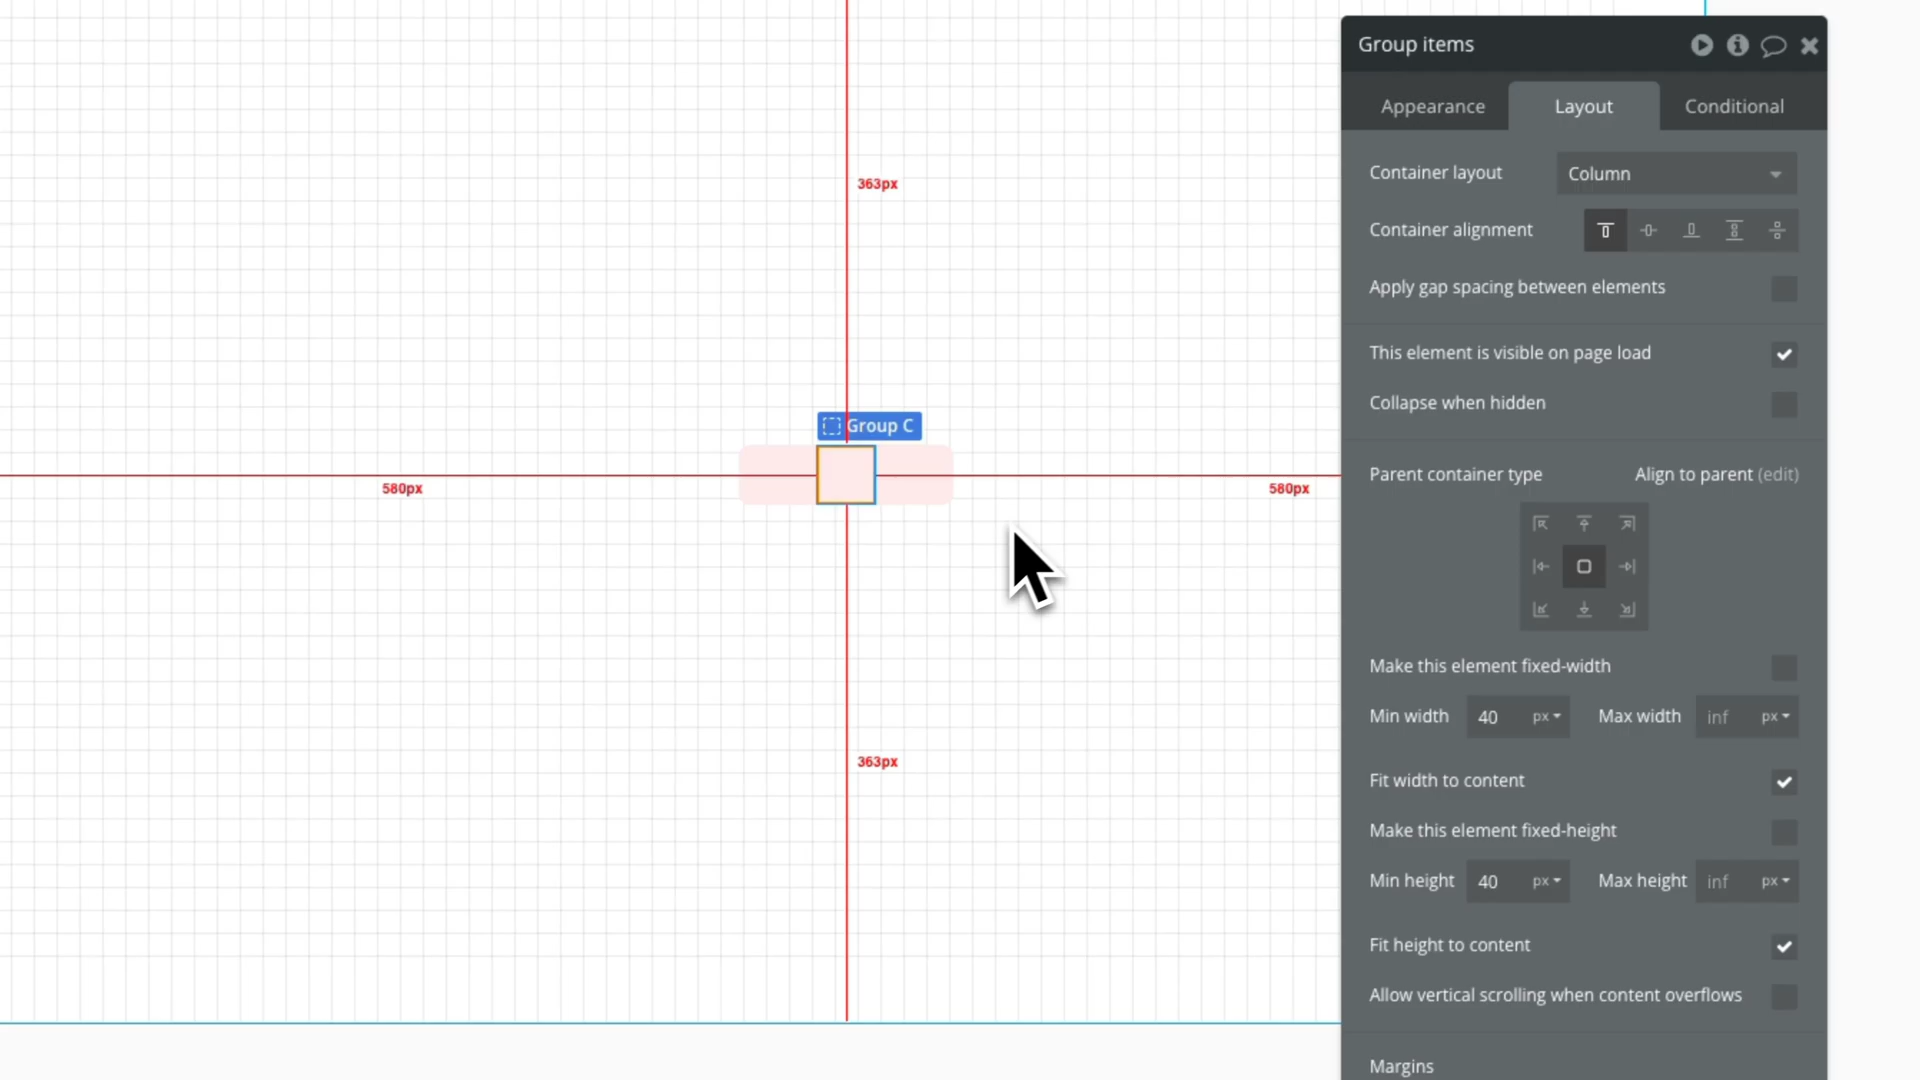 363px
Group C
580px
580px
363px
Group items
Appearance
Layout
Conditional
Container layout
Column
Container alignment
Apply gap spacing between elements
This element is visible on page load
Collapse when hidden
Parent container type
Align to parent (edit)
Make this element fixed-width
Min width 40 px
Max width inf px
Fit width to content
Make this element fixed-height
Min height 40 px
Max height inf px
Fit height to content
Allow vertical scrolling when content overflows
Margins